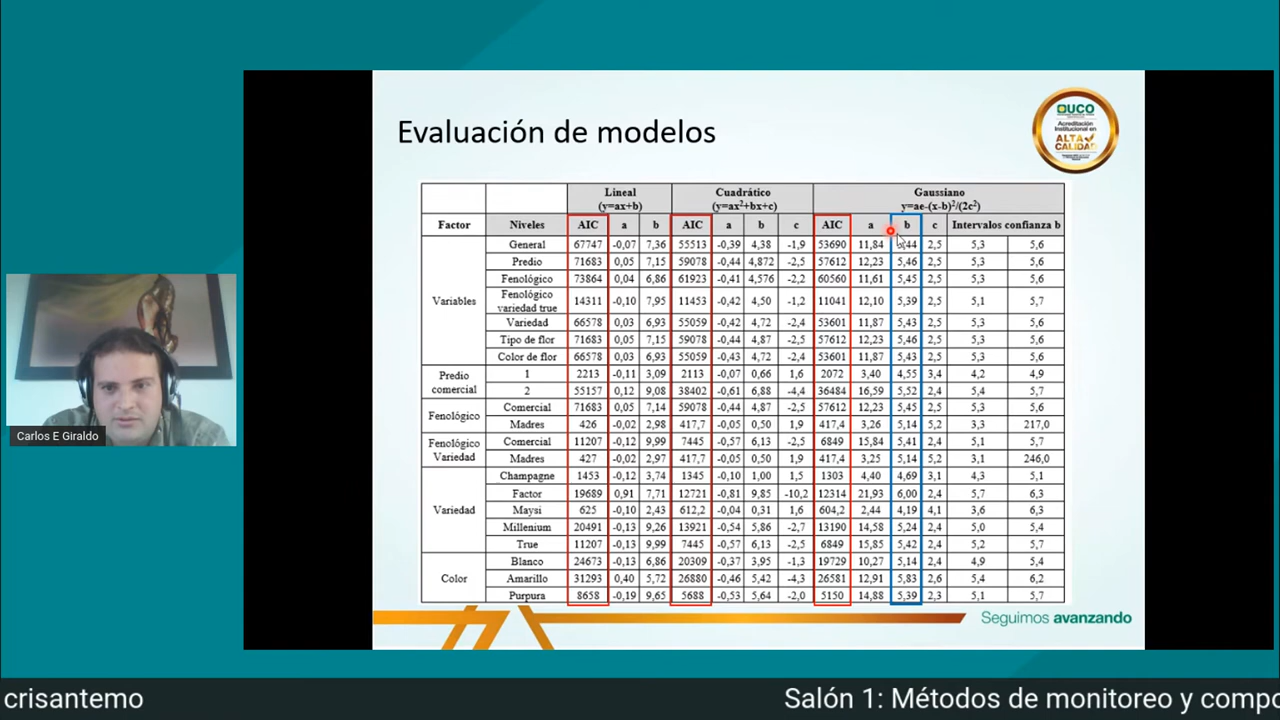 Evaluación de modelos
UCO
Acreditación
Institucional en
ALTA
CALIDAD
Lineal Cuadrático Gaussiano
(y=ax+b) (y=ax²+bx+c) y=ae-(x-b)²/(2c²)
Factor Niveles AIC a b AIC a b c AIC a b c Intervalos confianza b
Variables
General 67747 -0,07 7,36 55513 -0,39 4,38 -1,9 53690 11,84 2,5 5,3 5,6
Predio 71683 0,05 7,15 59078 -0,44 4,872 -2,5 57612 12,23 5,46 2,5 5,3 5,6
Fenológico 73864 0,04 6,86 61923 -0,41 4,576 -2,2 60560 11,61 5,45 2,5 5,3 5,6
Fenológico variedad true 14311 -0,10 7,95 11453 -0,42 4,50 -1,2 11041 12,10 5,39 2,5 5,1 5,7
Variedad 66578 0,03 6,93 55059 -0,42 4,72 -2,4 53601 11,87 5,43 2,5 5,3 5,6
Tipo de flor 71683 0,05 7,15 59078 -0,44 4,87 -2,5 57612 12,23 5,46 2,5 5,3 5,6
Color de flor 66578 0,03 6,93 55059 -0,43 4,72 -2,4 53601 11,87 5,43 2,5 5,3 5,6
Predio comercial
1 2213 -0,11 3,09 2113 -0,07 0,66 1,6 2072 3,40 4,55 3,4 4,2 4,9
2 55157 0,12 9,08 38402 -0,61 6,88 -4,4 36484 16,59 5,52 2,5 5,4 5,7
Fenológico
Comercial 71683 0,05 7,14 59078 -0,44 4,87 -2,5 57612 12,23 5,45 2,5 5,3 5,6
Madres 426 -0,02 2,98 417,7 -0,05 0,50 1,9 417,4 3,26 5,14 5,2 3,3 217,0
Fenológico Variedad
Comercial 11207 -0,12 9,99 7445 -0,57 6,13 -2,5 6849 15,84 5,41 2,4 5,1 5,7
Madres 427 -0,02 2,97 417,7 -0,05 0,50 1,9 417,4 3,25 5,14 5,2 3,1 246,0
Variedad
Champagne 1453 -0,12 3,74 1345 -0,10 1,00 1,5 1303 4,40 4,69 3,1 4,3 5,1
Factor 19689 0,91 7,71 12721 -0,81 9,85 -10,2 12314 21,93 6,00 2,4 5,7 6,3
Maysi 625 -0,10 2,43 612,2 -0,04 0,31 1,6 604,2 2,44 4,19 4,1 3,6 6,3
Millenium 20491 -0,13 9,26 13921 -0,54 5,86 -2,7 13190 14,58 5,24 2,4 5,0 5,4
True 11207 -0,13 9,99 7445 -0,57 6,13 -2,5 6849 15,85 5,42 2,4 5,2 5,7
Color
Blanco 24673 -0,13 6,86 20309 -0,37 3,95 -1,3 19729 10,27 5,14 2,4 4,9 5,4
Amarillo 31293 0,40 5,72 26880 -0,46 5,42 -4,3 26581 12,91 5,83 2,6 5,4 6,2
Purpura 8658 -0,19 9,65 5688 -0,53 5,64 -2,0 5150 14,88 5,39 2,3 5,1 5,7
Seguimos avanzando
Carlos E Giraldo
crisantemo Salón 1: Métodos de monitoreo y compo